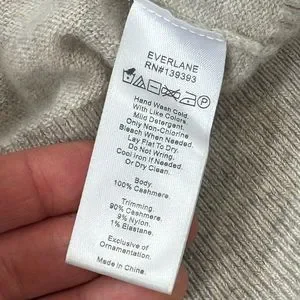 EVERLANE
RN#139393
Hand Wash Cold.
With Like Colors.
Mild Detergent.
Only Non-Chlorine
Bleach When Needed.
Lay Flat To Dry.
Do Not Wring.
Cool Iron If Needed.
Or Dry Clean.
Body:
100% Cashmere.
Trimming:
90% Cashmere.
9% Nylon.
1% Elastane.
Exclusive of
Ornamentation.
Made in China.